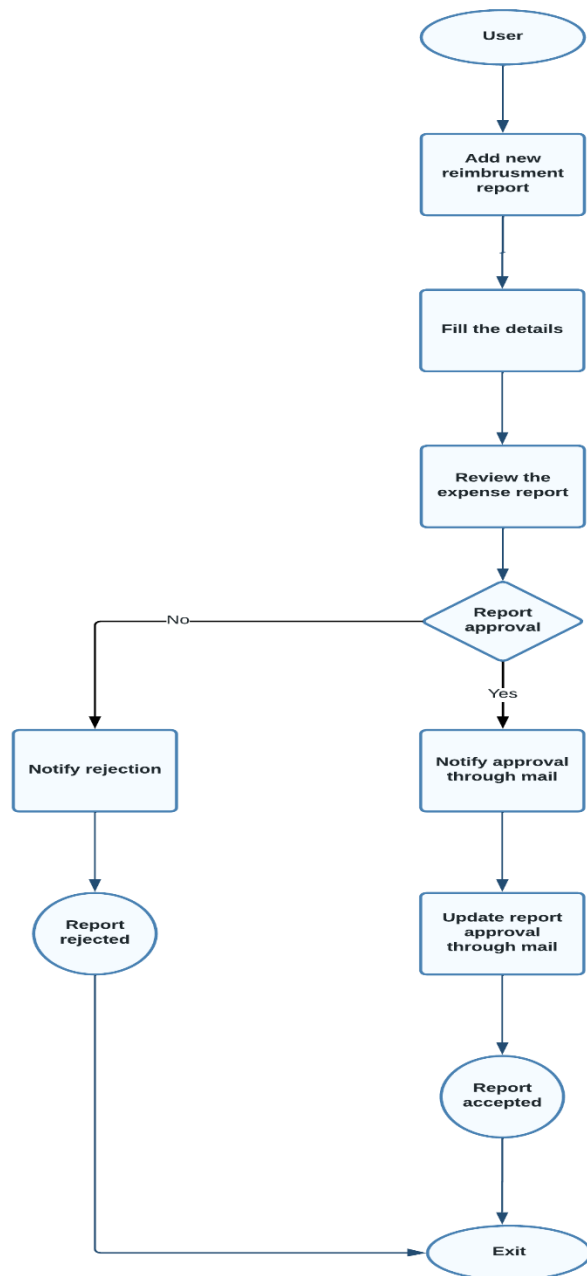 User
Add new
reimbrusment
report
Fill the details
Review the
expense report
Report
approval
No
Yes
Notify rejection
Notify approval
through mail
Report
rejected
Update report
approval
through mail
Report
accepted
Exit